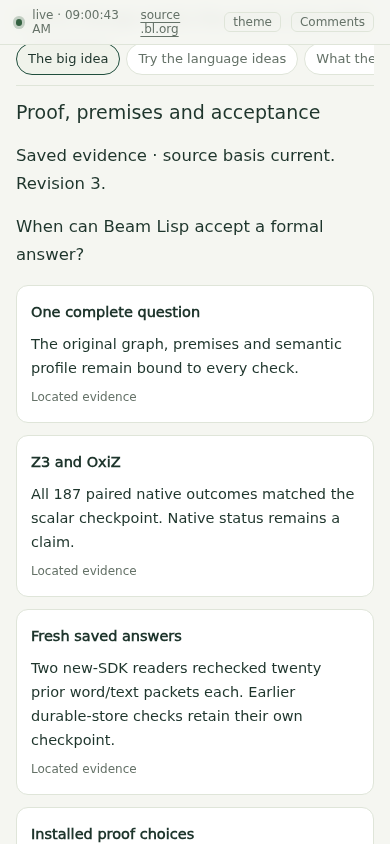 live · 09:00:43 AM
source.bl.org
theme
Comments
The big idea
Try the language ideas
What the
Proof, premises and acceptance
Saved evidence · source basis current.
Revision 3.
When can Beam Lisp accept a formal
answer?
One complete question
The original graph, premises and semantic
profile remain bound to every check.
Located evidence
Z3 and OxiZ
All 187 paired native outcomes matched the
scalar checkpoint. Native status remains a
claim.
Located evidence
Fresh saved answers
Two new-SDK readers rechecked twenty
prior word/text packets each. Earlier
durable-store checks retain their own
checkpoint.
Located evidence
Installed proof choices